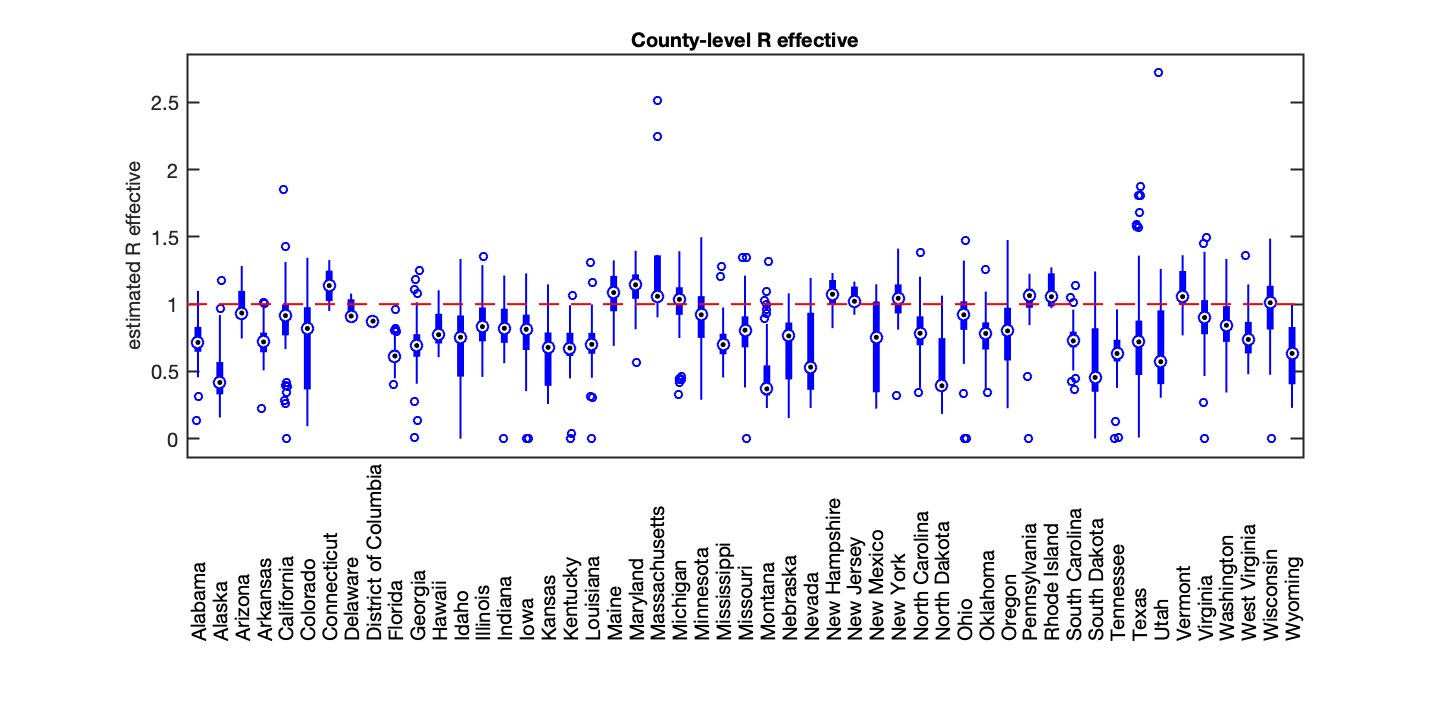 County-level R effective
estimated R effective
2.5
2
1.5
1
0.5
0
Alabama
Alaska
Arizona
Arkansas
California
Colorado
Connecticut
Delaware
District of Columbia
Florida
Georgia
Hawaii
Idaho
Illinois
Indiana
Iowa
Kansas
Kentucky
Louisiana
Maine
Maryland
Massachusetts
Michigan
Minnesota
Mississippi
Missouri
Montana
Nebraska
Nevada
New Hampshire
New Jersey
New Mexico
New York
North Carolina
North Dakota
Ohio
Oklahoma
Oregon
Pennsylvania
Rhode Island
South Carolina
South Dakota
Tennessee
Texas
Utah
Vermont
Virginia
Washington
West Virginia
Wisconsin
Wyoming